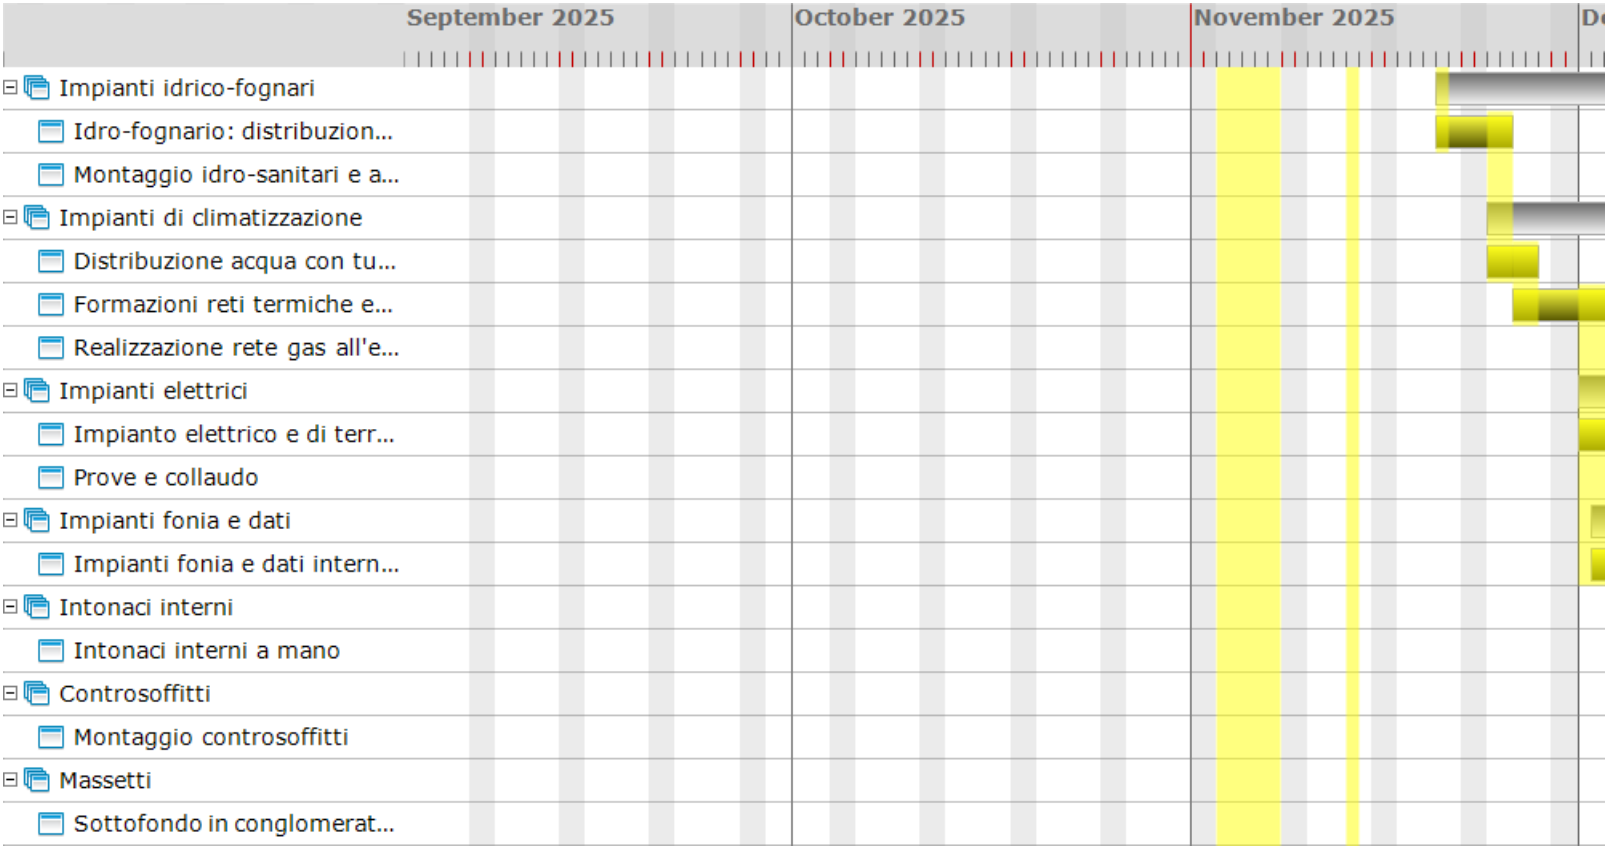 September 2025 October 2025 November 2025 De
Impianti idrico-fognari
Idro-fognario: distribuzion...
Montaggio idro-sanitari e a...
Impianti di climatizzazione
Distribuzione acqua con tu...
Formazioni reti termiche e...
Realizzazione rete gas all'e...
Impianti elettrici
Impianto elettrico e di terr...
Prove e collaudo
Impianti fonia e dati
Impianti fonia e dati intern...
Intonaci interni
Intonaci interni a mano
Controsoffitti
Montaggio controsoffitti
Massetti
Sottofondo in conglomerat...